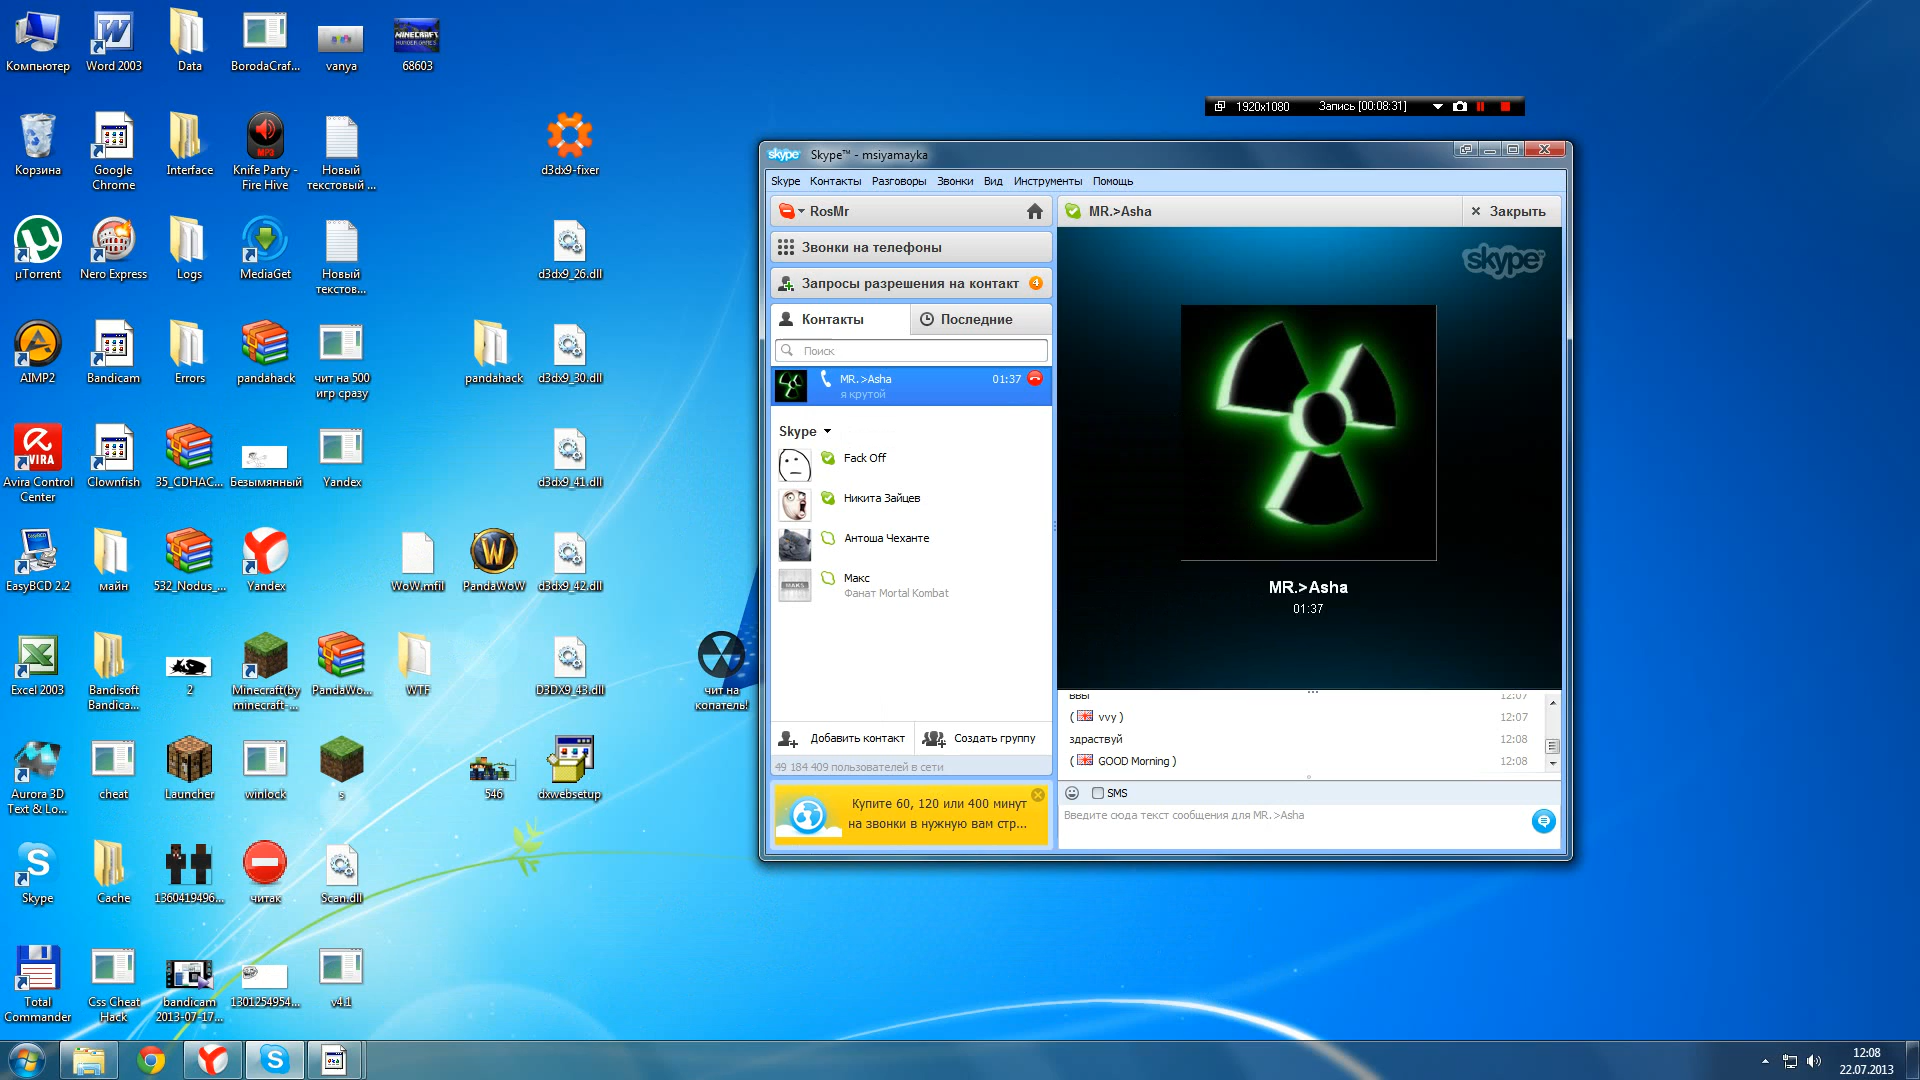 Компьютер
Word 2003
Data
BorodaCraf...
vanya
MINECRAFT
68603
Корзина
Google
Chrome
Interface
MP3
Knife Party -
Fire Hive
Новый
текстовый ...
d3dx9-fixer
µTorrent
Nero Express
Logs
MediaGet
Новый
текстов...
d3dx9_26.dll
AIMP2
Bandicam
Errors
pandahack
чит на 500
игр сразу
pandahack
d3dx9_30.dll
AVIRA
Avira Control
Center
Clownfish
35_CDHAC...
Безымянный
Yandex
d3dx9_41.dll
EasyBCD 2.2
майн
532_Nodus_...
Yandex
WoW.mfil
PandaWoW
d3dx9_42.dll
Excel 2003
Bandisoft
Bandica...
2
Minecraft(by
minecraft-...
PandaWo...
WTF
D3DX9_43.dll
чит на
копатель!
Aurora 3D
Text & Lo...
cheat
Launcher
winlock
s
546
dxwebsetup
Skype
Cache
1360419496...
читак
Scan.dll
Total
Commander
Css Cheat
Hack
bandicam
2013-07-17...
1301254954...
v4.1
1920x1080 Запись [00:08:31]
skype Skype™ - msiyamayka
Skype Контакты Разговоры Звонки Вид Инструменты Помощь
RosMr
Звонки на телефоны
Запросы разрешения на контакт 4
Контакты Последние
Поиск
MR.>Asha 01:37
я крутой
Skype
Fack Off
Никита Зайцев
Антоша Чеханте
МАКС
Макс
Фанат Mortal Kombat
Добавить контакт Создать группу
49 184 409 пользователей в сети
Купите 60, 120 или 400 минут
на звонки в нужную вам стр...
MR.>Asha Закрыть
skype
MR.>Asha
01:37
12:07
( vvy ) 12:07
здраствуй 12:08
( GOOD Morning ) 12:08
SMS
Введите сюда текст сообщения для MR.>Asha
12:08
22.07.2013